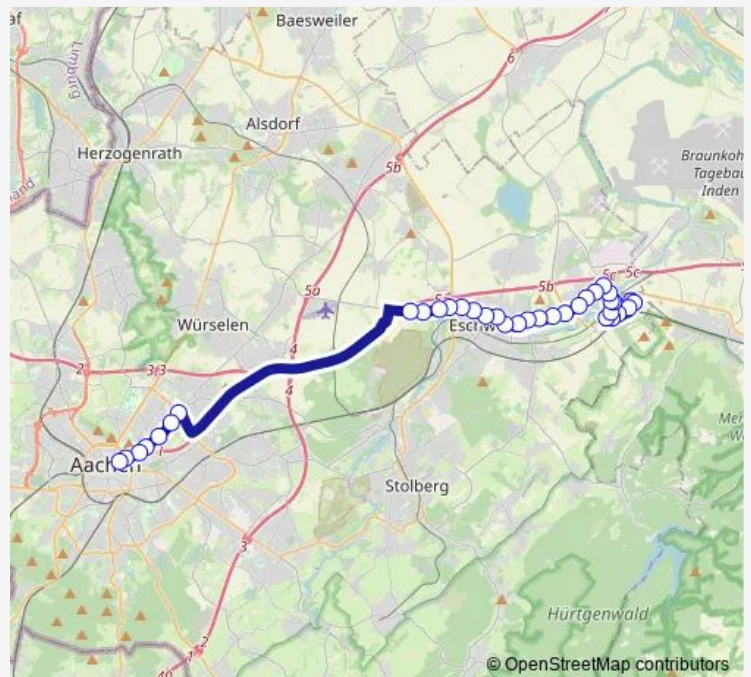 Baesweiler
6
Limburg
Alsdorf
Herzogenrath
5b
Braunkoh
Tagebau
Inden
5c 5c
5b
5a
Würselen
Eschw
4
2
3 3
4
Aachen
Stolberg
3
Hürtgenwald
2
© OpenStreetMap contributors